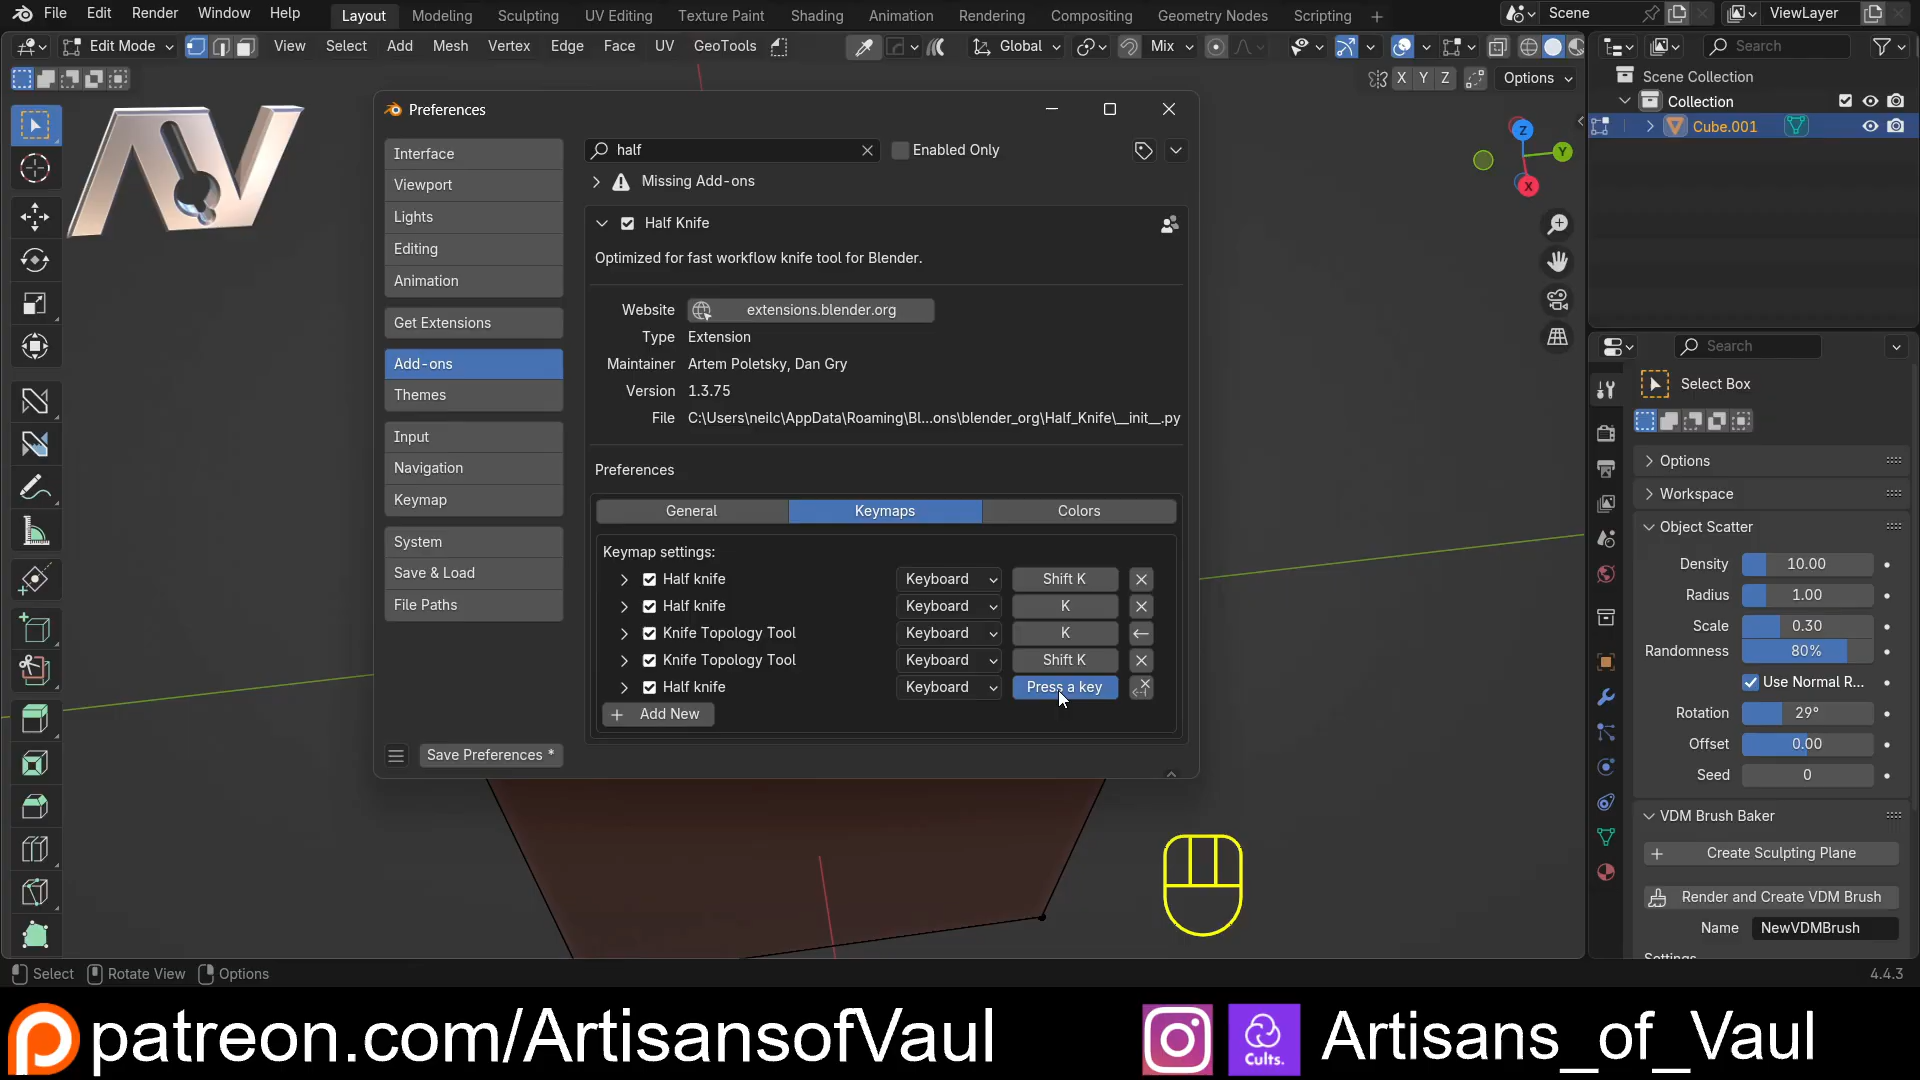 File Edit Render Window Help
Layout Modeling Sculpting UV Editing Texture Paint Shading Animation Rendering Compositing Geometry Nodes Scripting +
Scene
ViewLayer
Edit Mode
View Select Add Mesh Vertex Edge Face UV GeoTools
Global
Mix
Search
X Y Z
Options
Scene Collection
Collection
Cube.001
Z
Y
X
Preferences
Interface
Viewport
Lights
Editing
Animation
Get Extensions
Add-ons
Themes
Input
Navigation
Keymap
System
Save & Load
File Paths
Save Preferences *
half
Enabled Only
Missing Add-ons
Half Knife
Optimized for fast workflow knife tool for Blender.
Website extensions.blender.org
Type Extension
Maintainer Artem Poletsky, Dan Gry
Version 1.3.75
File C:\Users\neilc\AppData\Roaming\Bl...ons\blender_org\Half_Knife\__init__.py
Preferences
General Keymaps Colors
Keymap settings:
Half knife Keyboard Shift K
Half knife Keyboard K
Knife Topology Tool Keyboard K
Knife Topology Tool Keyboard Shift K
Half knife Keyboard Press a key
+ Add New
Search
Select Box
Options
Workspace
Object Scatter
Density 10.00
Radius 1.00
Scale 0.30
Randomness 80%
Use Normal R...
Rotation 29°
Offset 0.00
Seed 0
VDM Brush Baker
+ Create Sculpting Plane
Render and Create VDM Brush
Name NewVDMBrush
Settings
Select Rotate View Options
4.4.3
patreon.com/ArtisansofVaul
Cults.
Artisans_of_Vaul